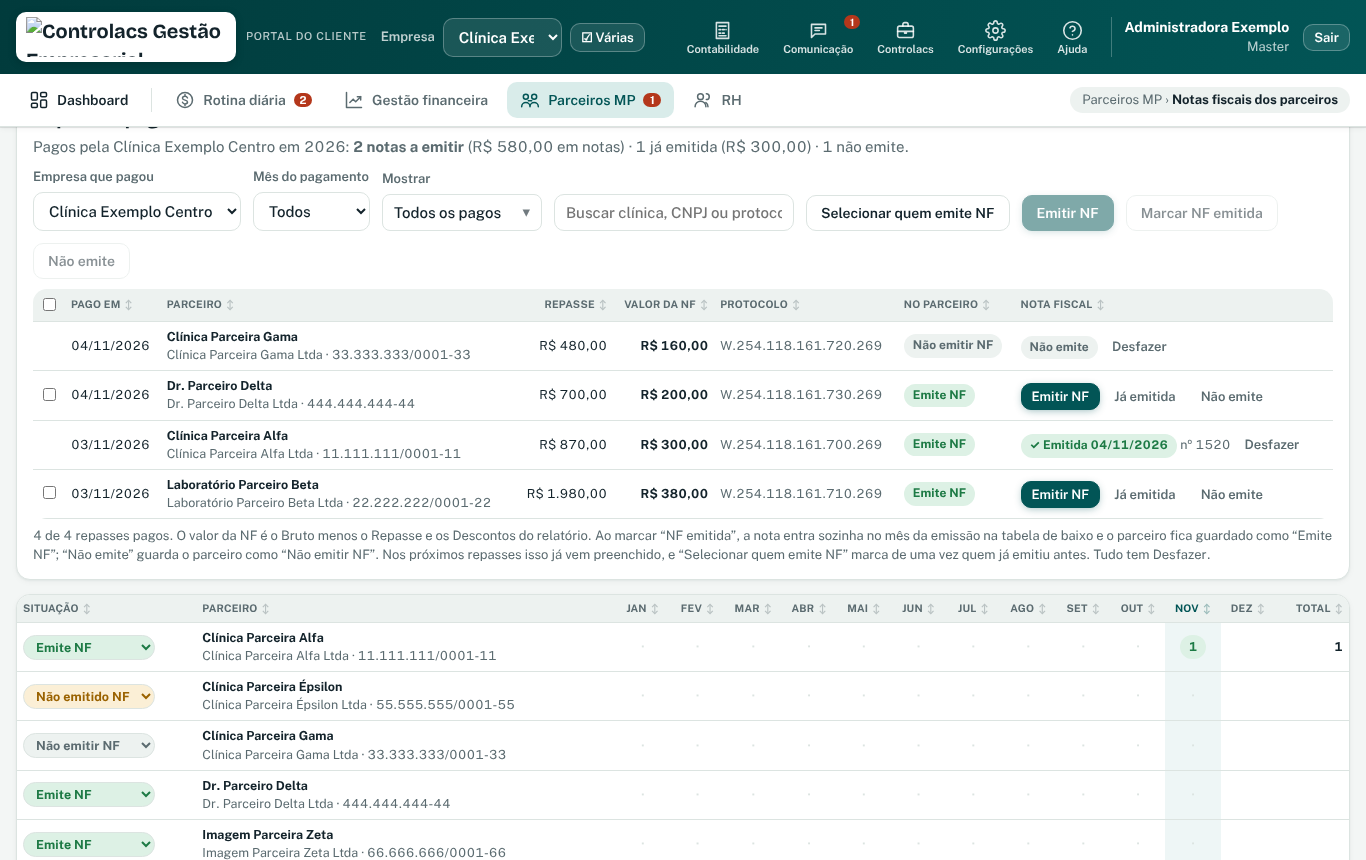 Controlacs Gestão
PORTAL DO CLIENTE
Empresa
Clínica Exe
☑ Várias
Contabilidade
1
Comunicação
Controlacs
Configurações
Ajuda
Administradora Exemplo
Master
Sair
Dashboard
Rotina diária 2
Gestão financeira
Parceiros MP 1
RH
Parceiros MP › Notas fiscais dos parceiros
Pagos pela Clínica Exemplo Centro em 2026: 2 notas a emitir (R$ 580,00 em notas) · 1 já emitida (R$ 300,00) · 1 não emite.
Empresa que pagou
Mês do pagamento
Mostrar
Clínica Exemplo Centro
Todos
Todos os pagos ▾
Buscar clínica, CNPJ ou protoco
Selecionar quem emite NF
Emitir NF
Marcar NF emitida
Não emite
PAGO EM ↕ PARCEIRO ↕ REPASSE ↕ VALOR DA NF ↕ PROTOCOLO ↕ NO PARCEIRO ↕ NOTA FISCAL ↕
Clínica Parceira Gama
04/11/2026 R$ 480,00 R$ 160,00 W.254.118.161.720.269 Não emitir NF Não emite Desfazer
Clínica Parceira Gama Ltda · 33.333.333/0001-33
Dr. Parceiro Delta
04/11/2026 R$ 700,00 R$ 200,00 W.254.118.161.730.269 Emite NF Emitir NF Já emitida Não emite
Dr. Parceiro Delta Ltda · 444.444.444-44
Clínica Parceira Alfa
03/11/2026 R$ 870,00 R$ 300,00 W.254.118.161.700.269 Emite NF ✓ Emitida 04/11/2026 nº 1520 Desfazer
Clínica Parceira Alfa Ltda · 11.111.111/0001-11
Laboratório Parceiro Beta
03/11/2026 R$ 1.980,00 R$ 380,00 W.254.118.161.710.269 Emite NF Emitir NF Já emitida Não emite
Laboratório Parceiro Beta Ltda · 22.222.222/0001-22
4 de 4 repasses pagos. O valor da NF é o Bruto menos o Repasse e os Descontos do relatório. Ao marcar “NF emitida”, a nota entra sozinha no mês da emissão na tabela de baixo e o parceiro fica guardado como “Emite
NF”; “Não emite” guarda o parceiro como “Não emitir NF”. Nos próximos repasses isso já vem preenchido, e “Selecionar quem emite NF” marca de uma vez quem já emitiu antes. Tudo tem Desfazer.
SITUAÇÃO ↕ PARCEIRO ↕ JAN ↕ FEV ↕ MAR ↕ ABR ↕ MAI ↕ JUN ↕ JUL ↕ AGO ↕ SET ↕ OUT ↕ NOV ↕ DEZ ↕ TOTAL ↕
Clínica Parceira Alfa
Emite NF · · · · · · · · · · 1 1
Clínica Parceira Alfa Ltda · 11.111.111/0001-11
Clínica Parceira Épsilon
Não emitido NF · · · · · · · · · · ·
Clínica Parceira Épsilon Ltda · 55.555.555/0001-55
Clínica Parceira Gama
Não emitir NF · · · · · · · · · · ·
Clínica Parceira Gama Ltda · 33.333.333/0001-33
Dr. Parceiro Delta
Emite NF · · · · · · · · · · ·
Dr. Parceiro Delta Ltda · 444.444.444-44
Imagem Parceira Zeta
Emite NF · · · · · · · · · · ·
Imagem Parceira Zeta Ltda · 66.666.666/0001-66